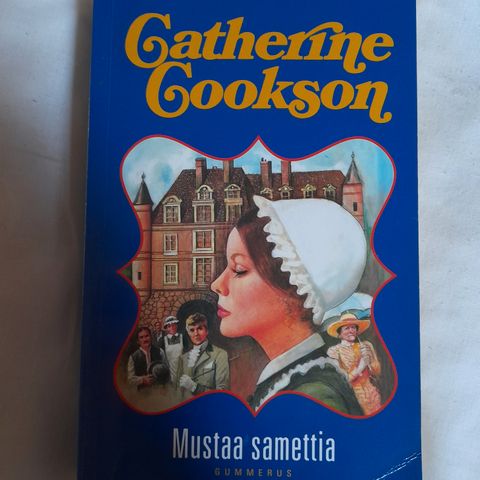 Catherine
Cookson
Mustaa samettia
GUMMERUS